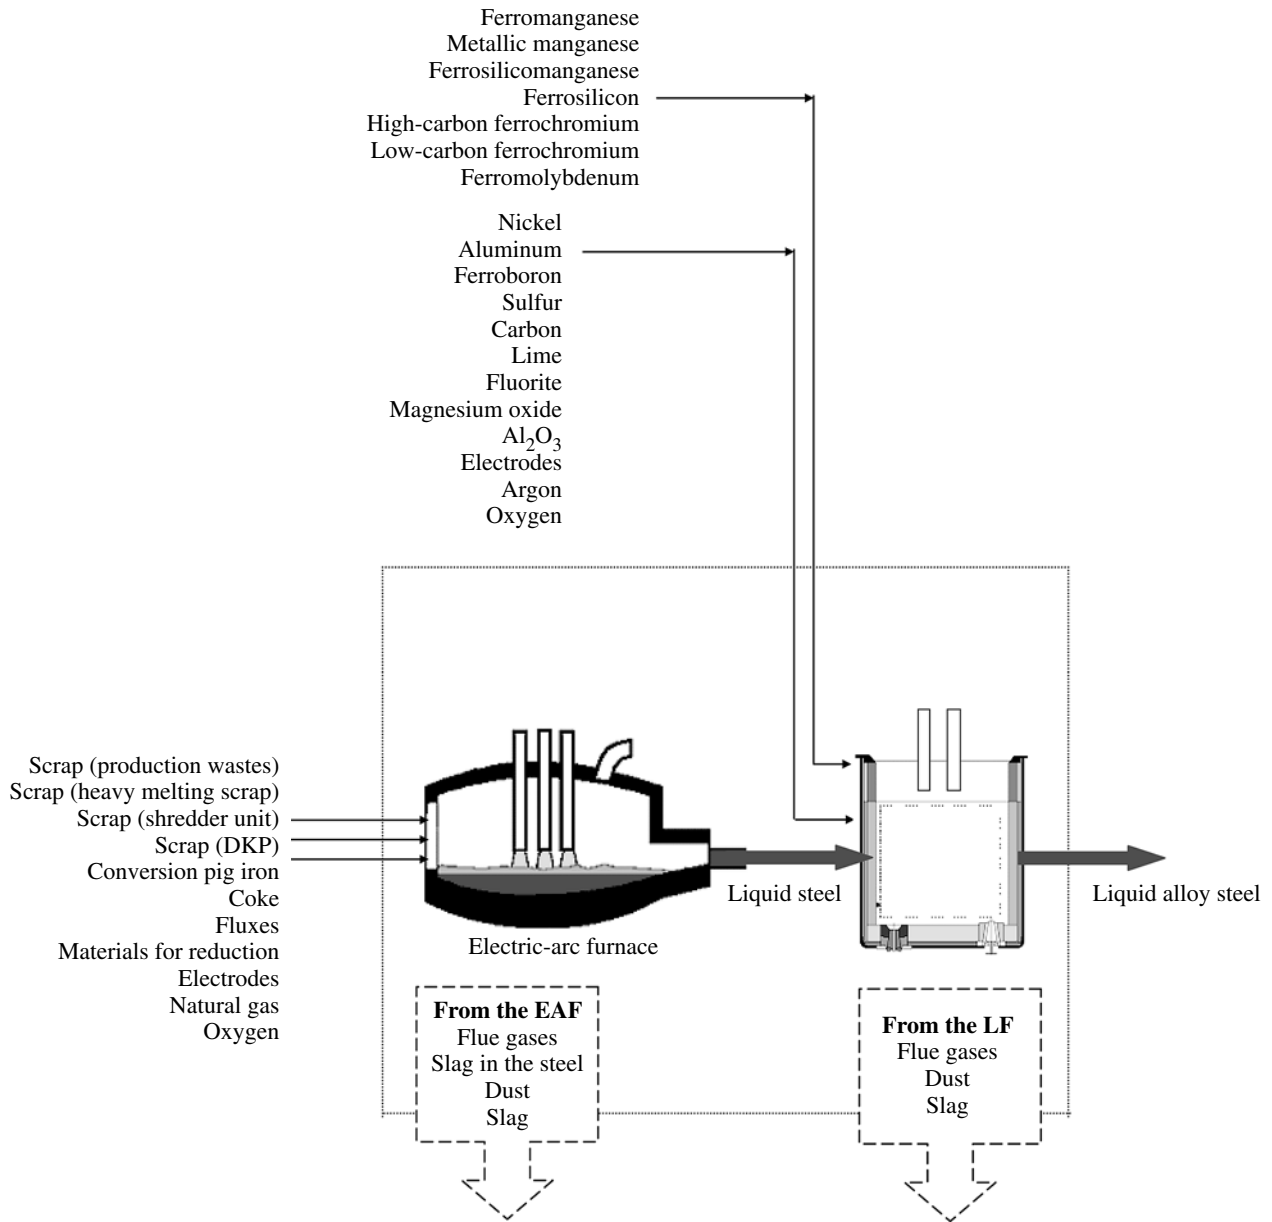 Ferromanganese
Metallic manganese
Ferrosilicomanganese
Ferrosilicon
High-carbon ferrochromium
Low-carbon ferrochromium
Ferromolybdenum
Nickel
Aluminum
Ferroboron
Sulfur
Carbon
Lime
Fluorite
Magnesium oxide
Al₂O₃
Electrodes
Argon
Oxygen
Scrap (production wastes)
Scrap (heavy melting scrap)
Scrap (shredder unit)
Scrap (DKP)
Conversion pig iron
Coke
Fluxes
Materials for reduction
Electrodes
Natural gas
Oxygen
Electric-arc furnace
Liquid steel
Liquid alloy steel
From the EAF
Flue gases
Slag in the steel
Dust
Slag
From the LF
Flue gases
Dust
Slag